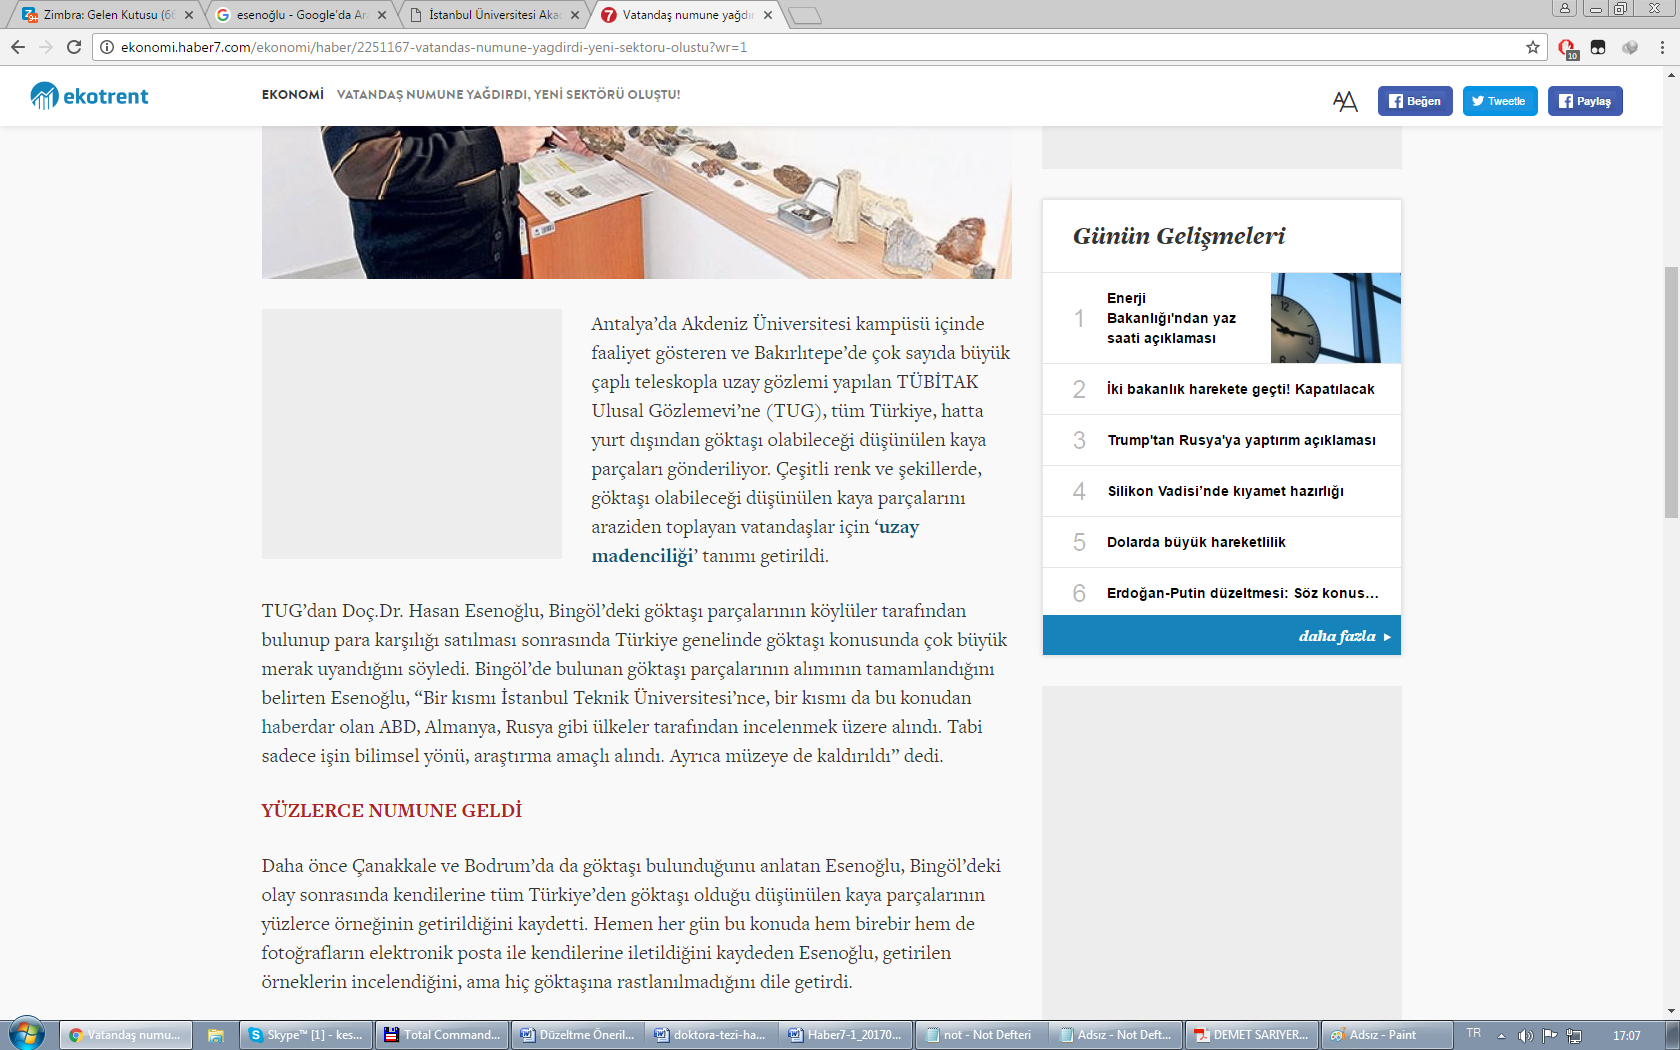 Zimbra: Gelen Kutusu (6
esenoğlu - Google'da Ar
İstanbul Üniversitesi Aka
Vatandaş numune yağdır
ekonomi.haber7.com/ekonomi/haber/2251167-vatandas-numune-yagdirdi-yeni-sektoru-olustu?wr=1
10
ekotrent
EKONOMİ VATANDAŞ NUMUNE YAĞDIRDI, YENİ SEKTÖRÜ OLUŞTU!
AA
Beğen
Tweetle
Paylaş
Antalya’da Akdeniz Üniversitesi kampüsü içinde
faaliyet gösteren ve Bakırlıtepe’de çok sayıda büyük
çaplı teleskopla uzay gözlemi yapılan TÜBİTAK
Ulusal Gözlemevi’ne (TUG), tüm Türkiye, hatta
yurt dışından göktaşı olabileceği düşünülen kaya
parçaları gönderiliyor. Çeşitli renk ve şekillerde,
göktaşı olabileceği düşünülen kaya parçalarını
araziden toplayan vatandaşlar için ‘uzay
madenciliği’ tanımı getirildi.
TUG’dan Doç.Dr. Hasan Esenoğlu, Bingöl’deki göktaşı parçalarının köylüler tarafından
bulunup para karşılığı satılması sonrasında Türkiye genelinde göktaşı konusunda çok büyük
merak uyandığını söyledi. Bingöl’de bulunan göktaşı parçalarının alımının tamamlandığını
belirten Esenoğlu, “Bir kısmı İstanbul Teknik Üniversitesi’nce, bir kısmı da bu konudan
haberdar olan ABD, Almanya, Rusya gibi ülkeler tarafından incelenmek üzere alındı. Tabi
sadece işin bilimsel yönü, araştırma amaçlı alındı. Ayrıca müzeye de kaldırıldı” dedi.
YÜZLERCE NUMUNE GELDİ
Daha önce Çanakkale ve Bodrum’da da göktaşı bulunduğunu anlatan Esenoğlu, Bingöl’deki
olay sonrasında kendilerine tüm Türkiye’den göktaşı olduğu düşünülen kaya parçalarının
yüzlerce örneğinin getirildiğini kaydetti. Hemen her gün bu konuda hem birebir hem de
fotoğrafların elektronik posta ile kendilerine iletildiğini kaydeden Esenoğlu, getirilen
örneklerin incelendiğini, ama hiç göktaşına rastlanılmadığını dile getirdi.
Günün Gelişmeleri
1 Enerji
Bakanlığı'ndan yaz
saati açıklaması
2 İki bakanlık harekete geçti! Kapatılacak
3 Trump'tan Rusya'ya yaptırım açıklaması
4 Silikon Vadisi’nde kıyamet hazırlığı
5 Dolarda büyük hareketlilik
6 Erdoğan-Putin düzeltmesi: Söz konus...
daha fazla
Vatandaş numu...
Skype™ [1] - kes...
Total Command...
Düzeltme Öneril...
doktora-tezi-ha...
Haber7-1_20170...
not - Not Defteri
Adsız - Not Deft...
DEMET SARIYER...
Adsız - Paint
TR
17:07